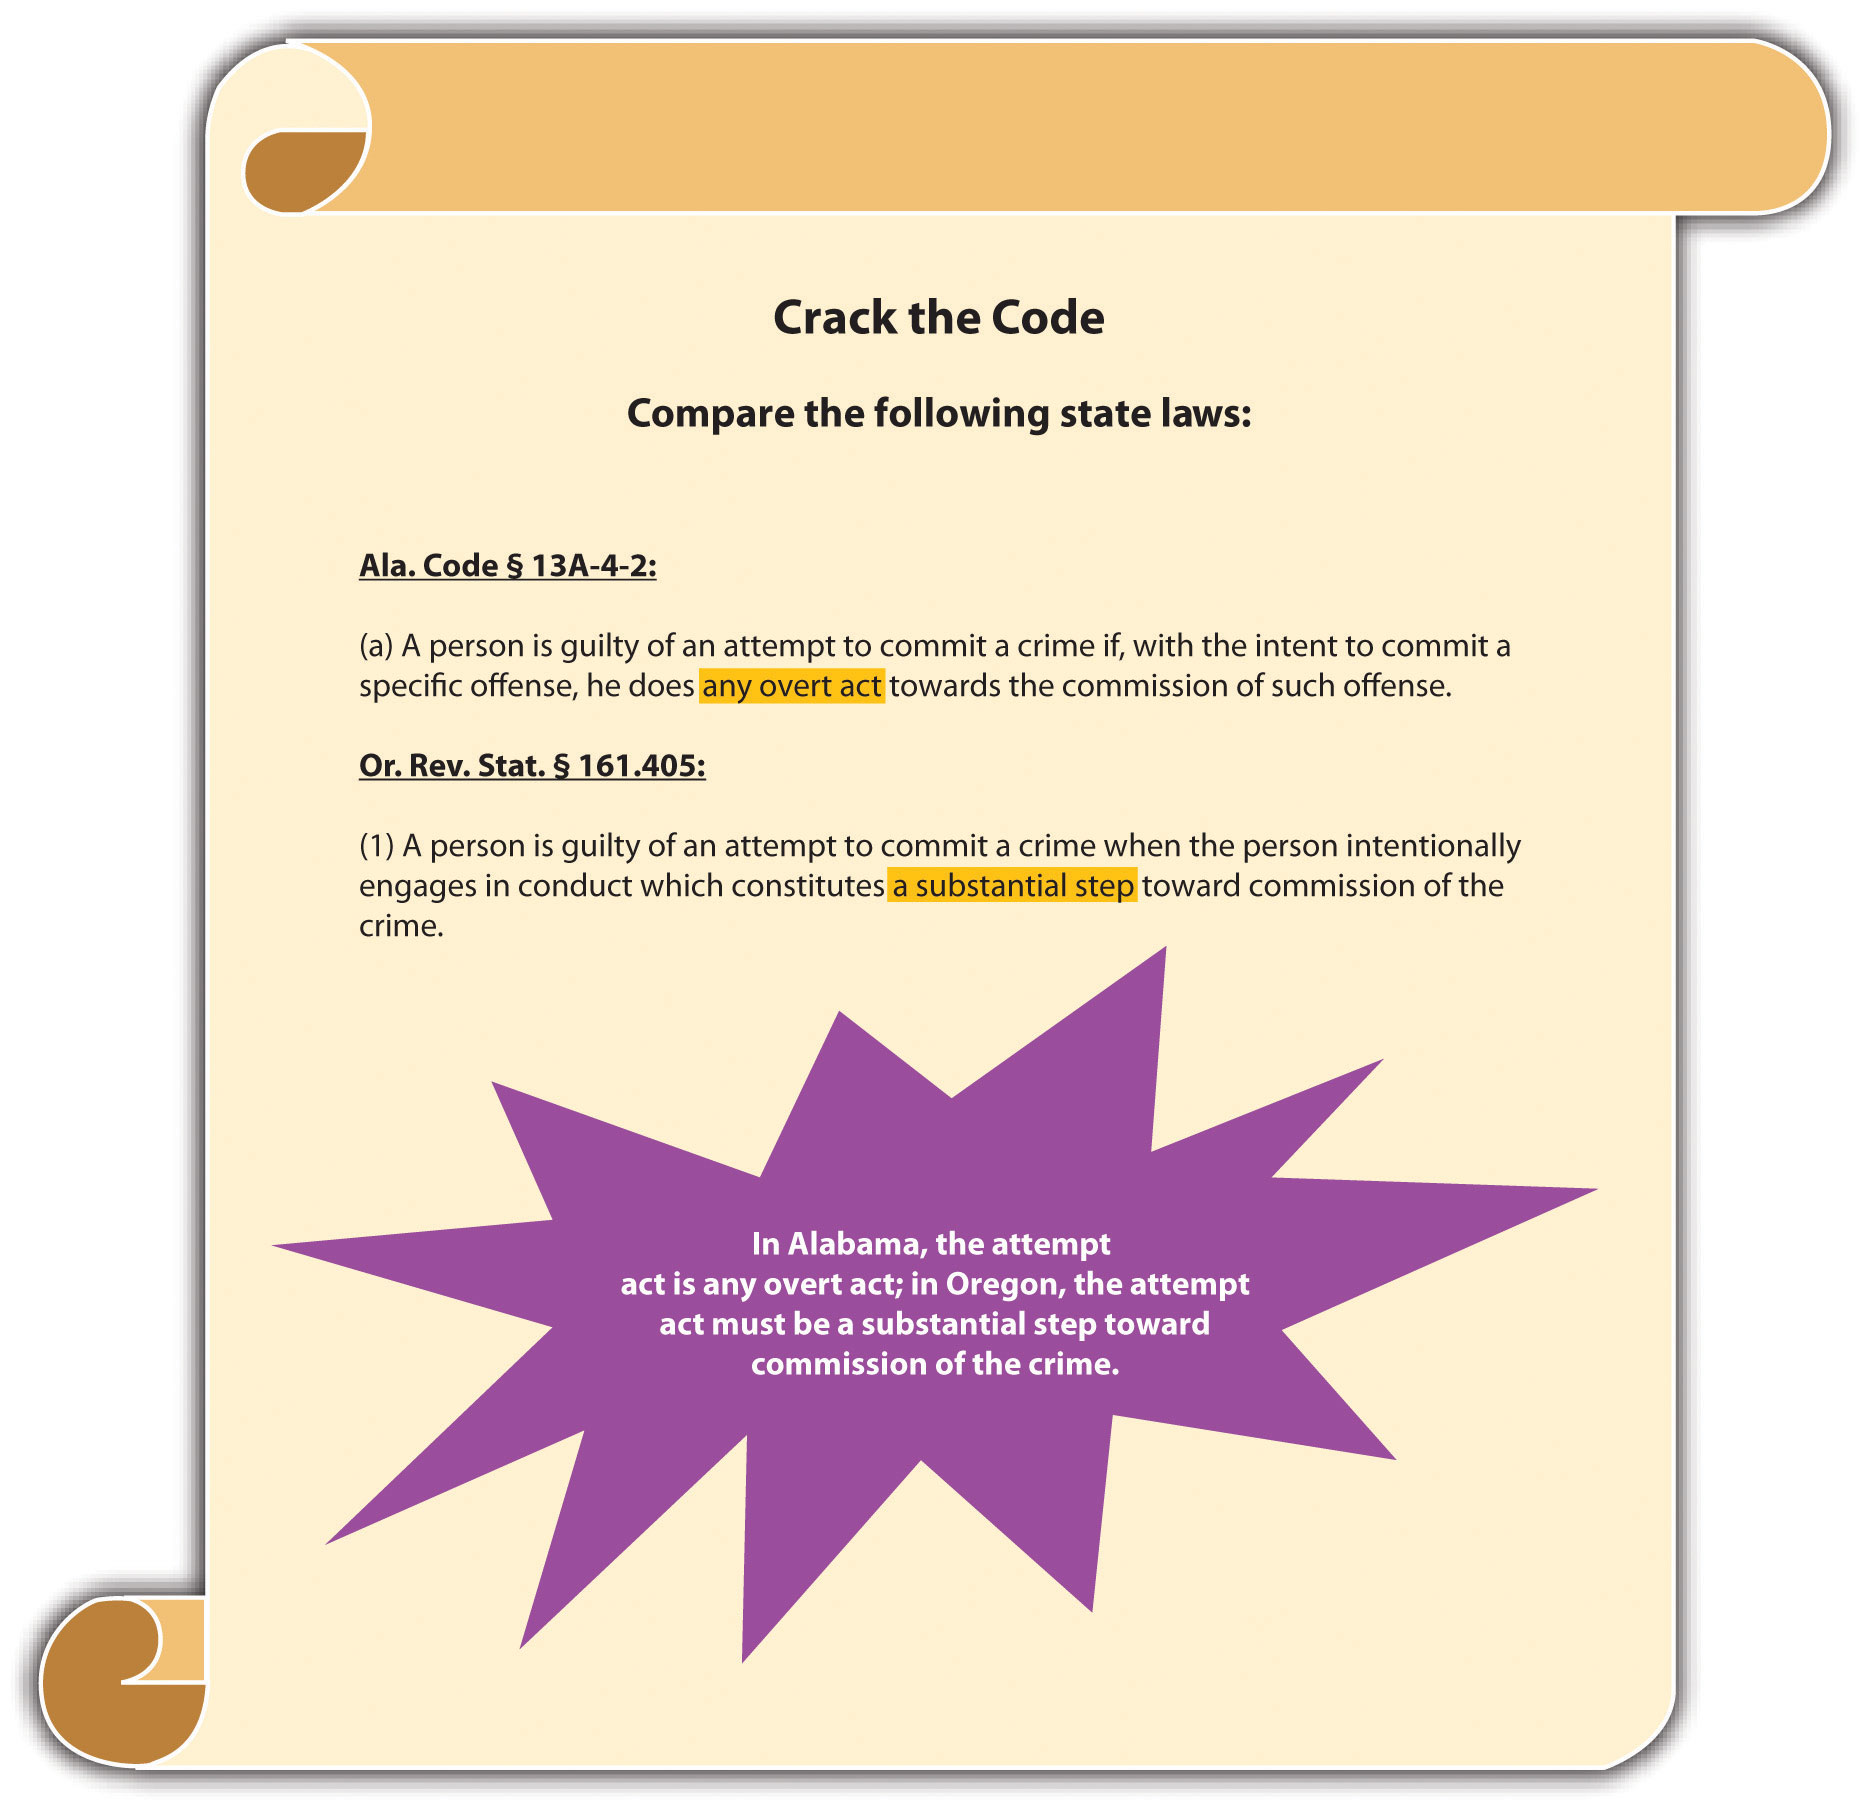 Crack the Code
Compare the following state laws:
Ala. Code § 13A-4-2:
(a) A person is guilty of an attempt to commit a crime if, with the intent to commit a
specific offense, he does any overt act towards the commission of such offense.
Or. Rev. Stat. § 161.405:
(1) A person is guilty of an attempt to commit a crime when the person intentionally
engages in conduct which constitutes a substantial step toward commission of the
crime.
In Alabama, the attempt
act is any overt act; in Oregon, the attempt
act must be a substantial step toward
commission of the crime.